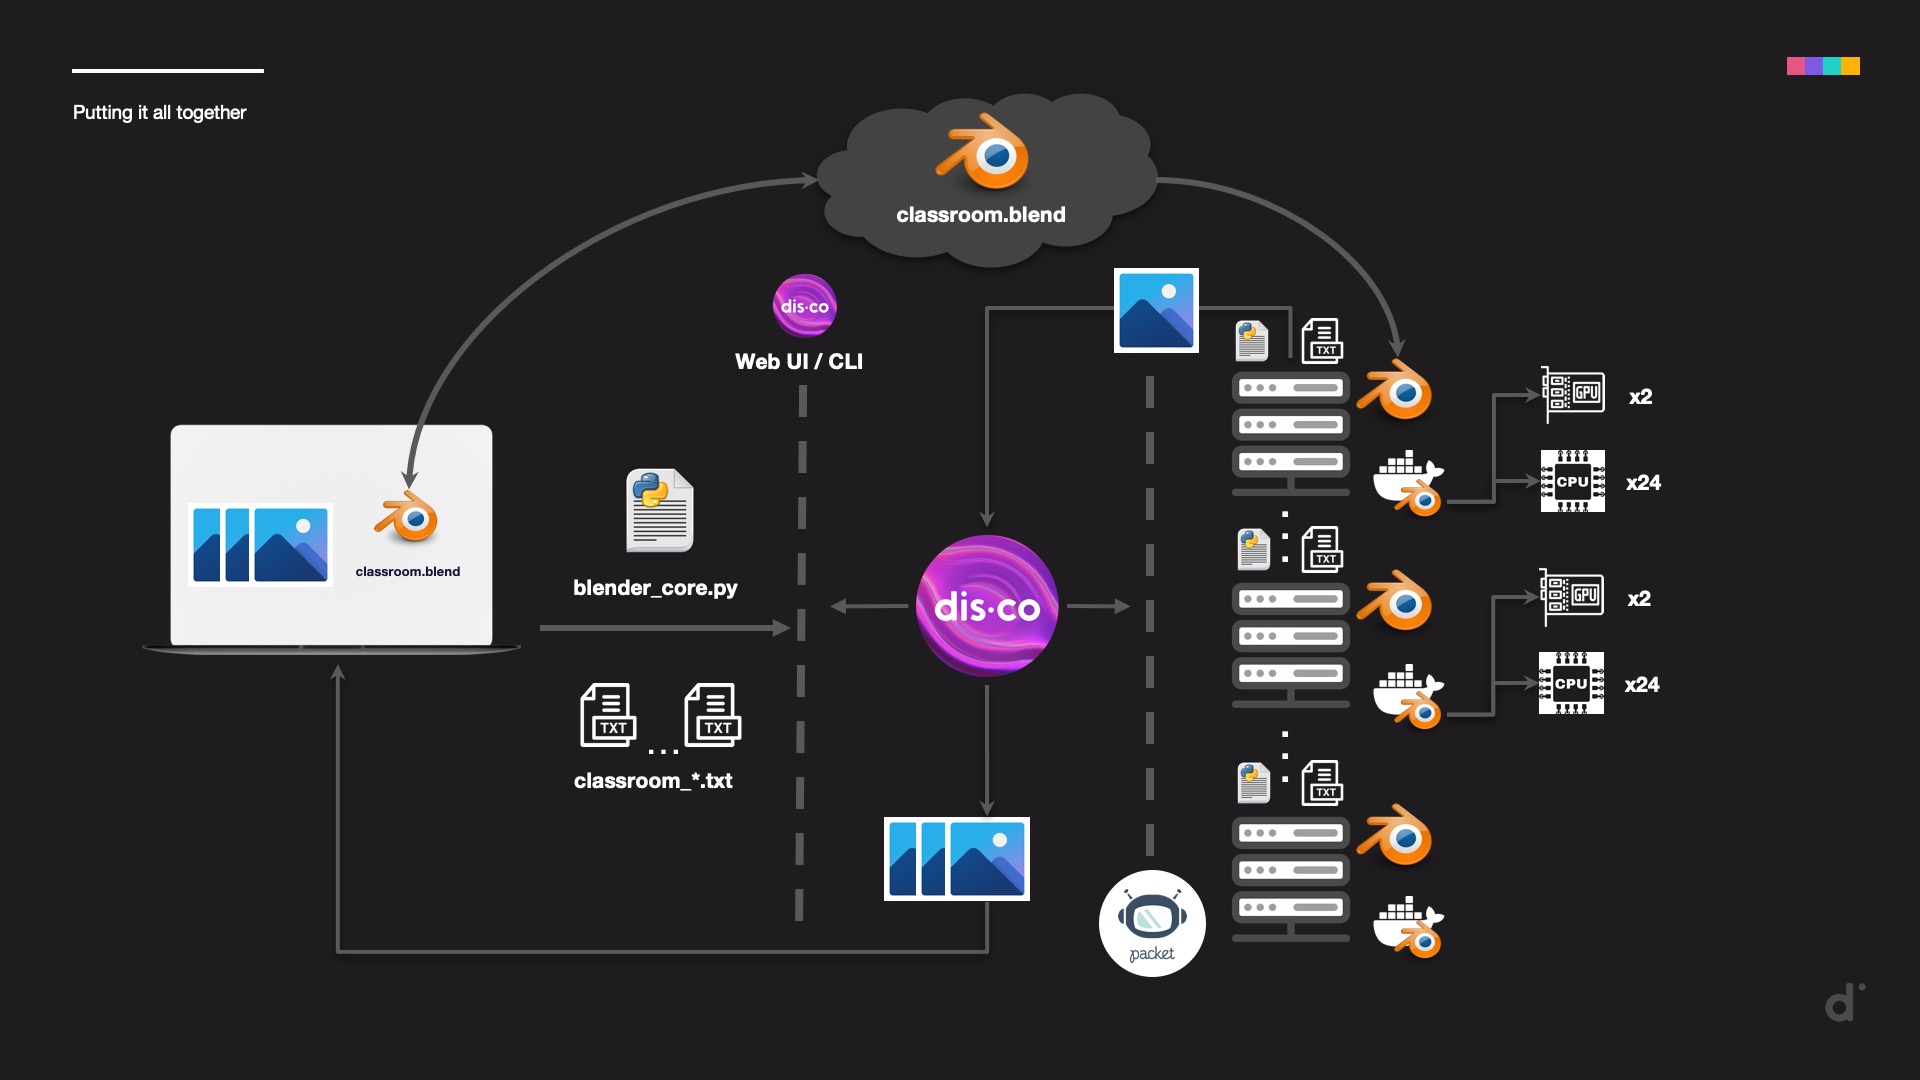 Putting it all together
classroom.blend
dis·co
Web UI / CLI
TXT
GPU
x2
CPU
x24
classroom.blend
blender_core.py
TXT
GPU
x2
dis·co
CPU
x24
TXT
...
TXT
classroom_*.txt
TXT
packet
d·